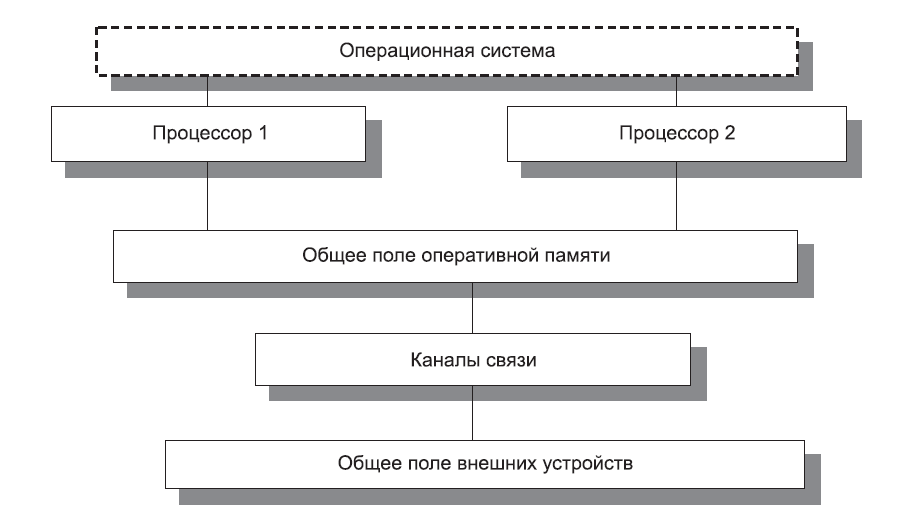 Операционная система
Процессор 1
Процессор 2
Общее поле оперативной памяти
Каналы связи
Общее поле внешних устройств